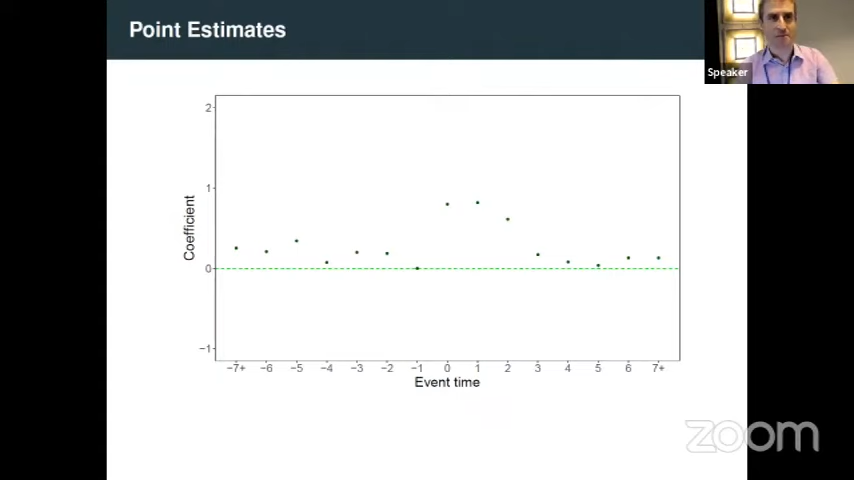 Point Estimates
Speaker
2
1
0
−1
Coefficient
−7+ −6 −5 −4 −3 −2 −1 0 1 2 3 4 5 6 7+
Event time
zoom